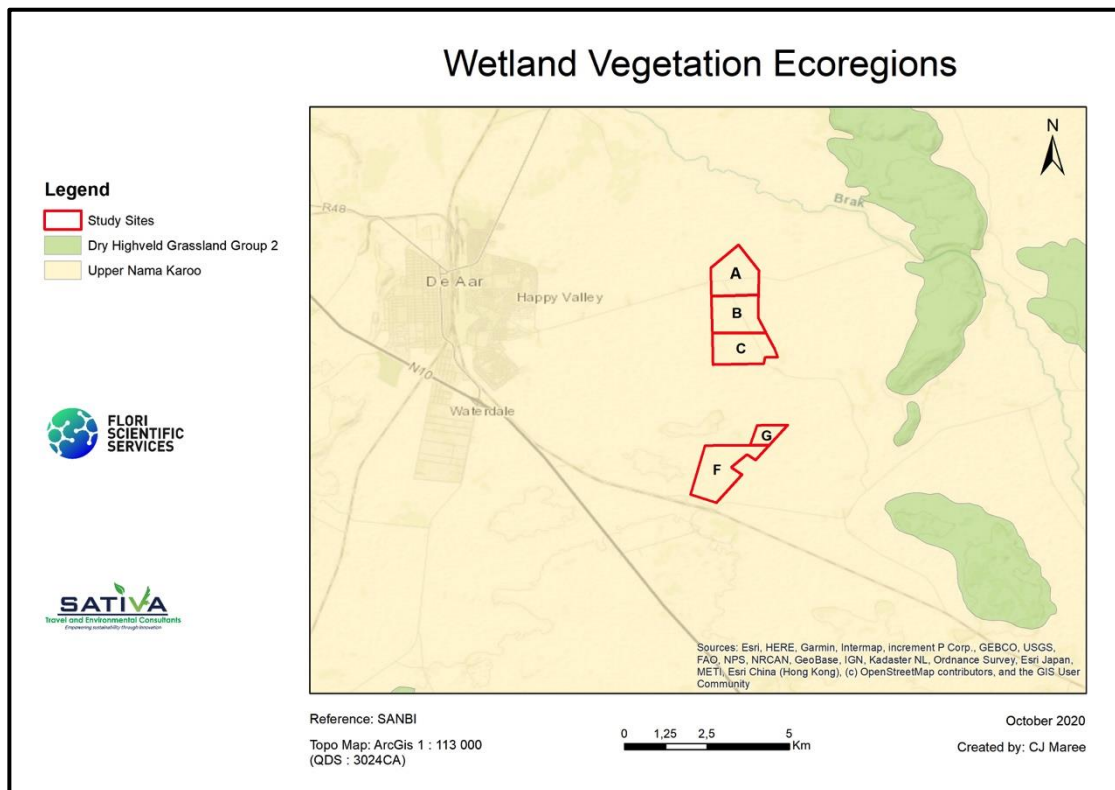 Wetland Vegetation Ecoregions
N
Legend
Study Sites
Dry Highveld Grassland Group 2
Upper Nama Karoo
R48
De Aar
Happy Valley
Brak
N10
Waterdale
A
B
C
G
F
FLORI
SCIENTIFIC
SERVICES
SATIVA
Travel and Environmental Consultants
Empowering sustainability through Innovation
Sources: Esri, HERE, Garmin, Intermap, increment P Corp., GEBCO, USGS,
FAO, NPS, NRCAN, GeoBase, IGN, Kadaster NL, Ordnance Survey, Esri Japan,
METI, Esri China (Hong Kong), (c) OpenStreetMap contributors, and the GIS User
Community
Reference: SANBI
Topo Map: ArcGis 1 : 113 000
(QDS : 3024CA)
0 1,25 2,5 5
Km
October 2020
Created by: CJ Maree